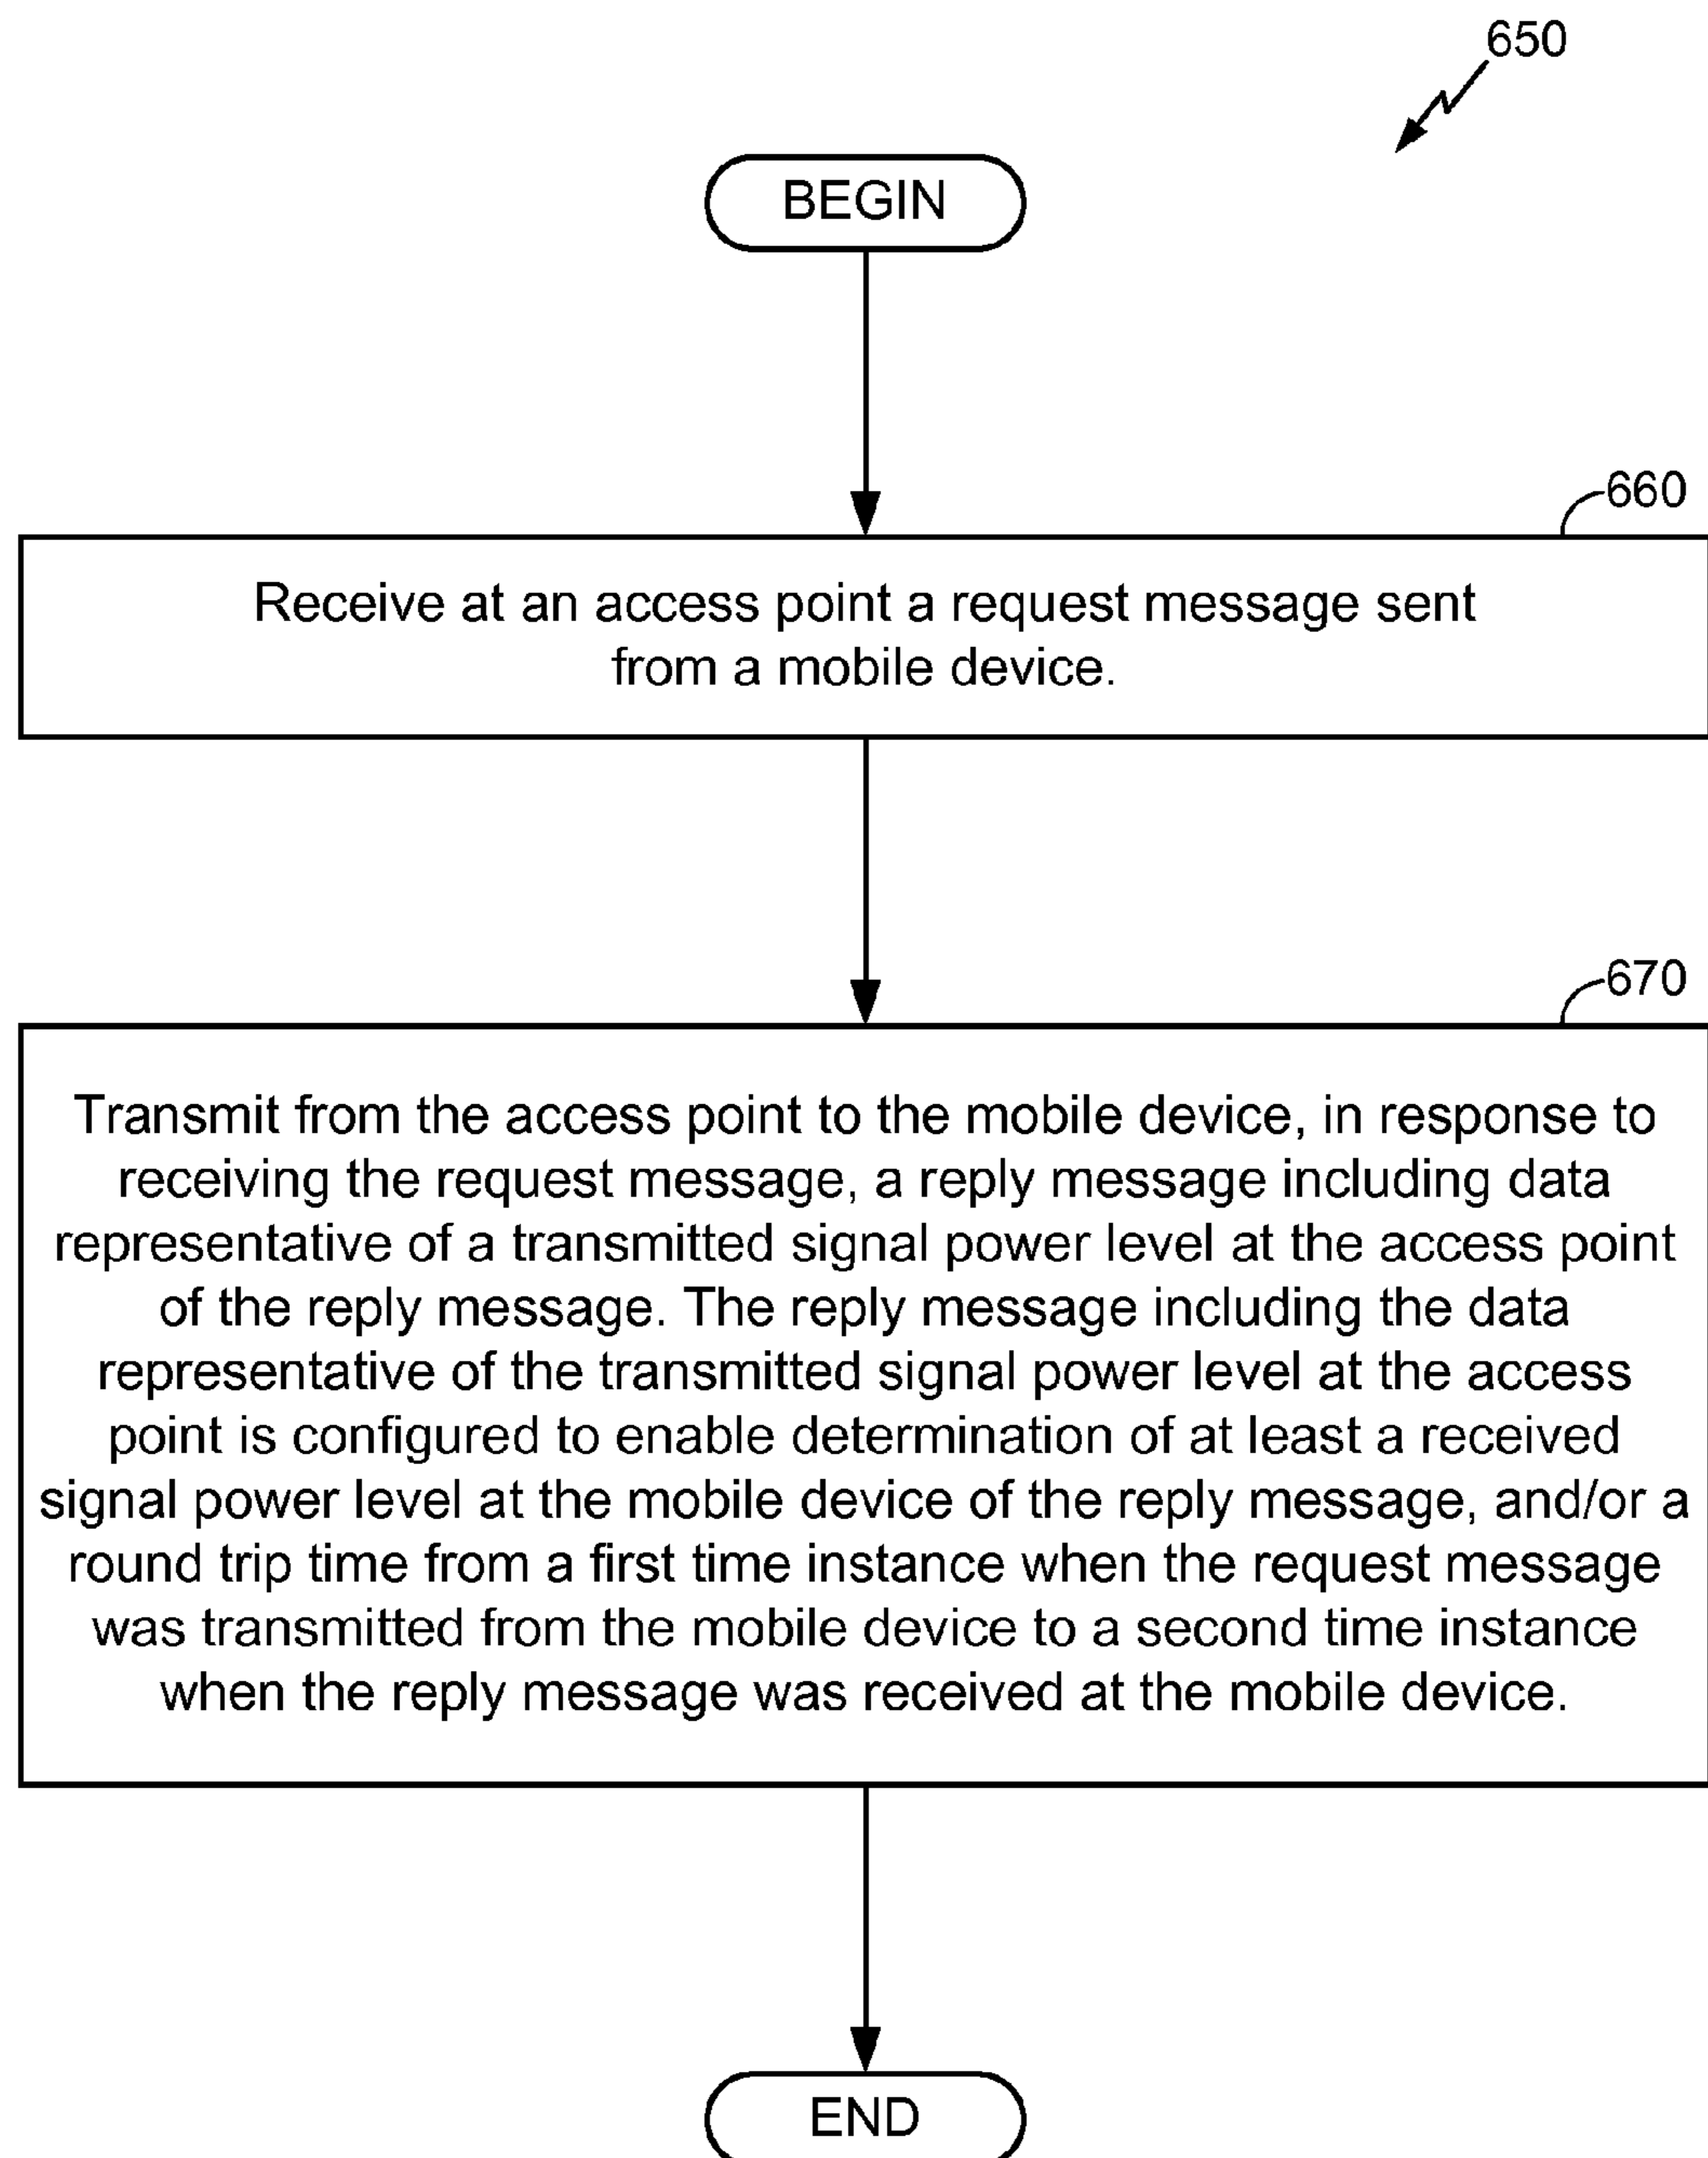 650
BEGIN
660
Receive at an access point a request message sent
from a mobile device.
670
Transmit from the access point to the mobile device, in response to
receiving the request message, a reply message including data
representative of a transmitted signal power level at the access point
of the reply message. The reply message including the data
representative of the transmitted signal power level at the access
point is configured to enable determination of at least a received
signal power level at the mobile device of the reply message, and/or a
round trip time from a first time instance when the request message
was transmitted from the mobile device to a second time instance
when the reply message was received at the mobile device.
END